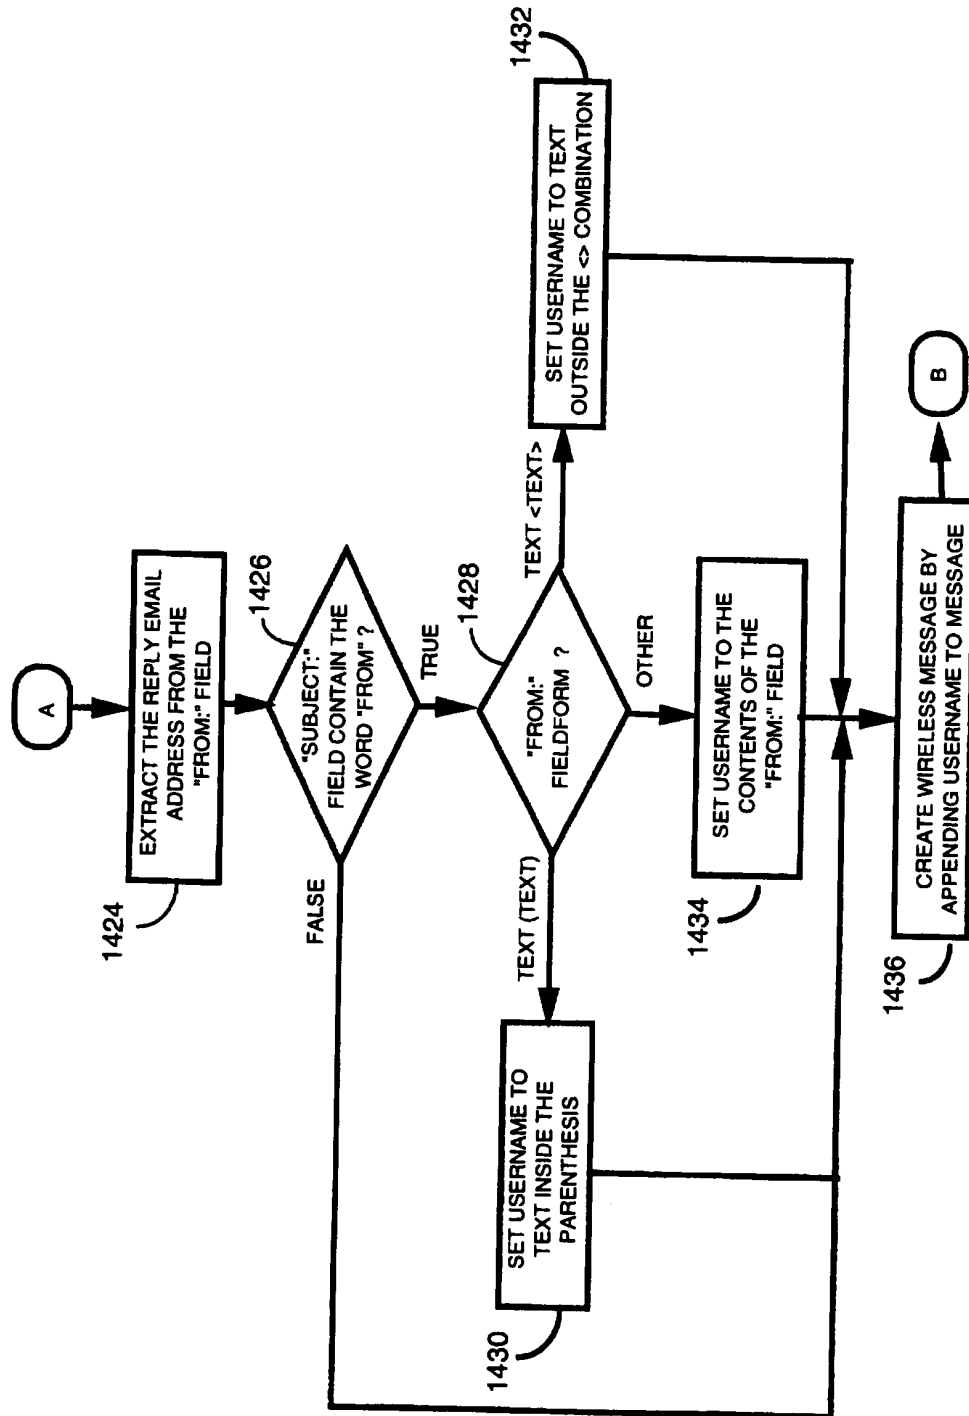 A
EXTRACT THE REPLY EMAIL
ADDRESS FROM THE
"FROM:" FIELD
1424
"SUBJECT:"
FIELD CONTAIN THE
WORD "FROM" ?
1426
FALSE
TRUE
"FROM:"
FIELDFORM ?
1428
TEXT (TEXT)
TEXT <TEXT>
OTHER
SET USERNAME TO
TEXT INSIDE THE
PARENTHESIS
1430
SET USERNAME TO TEXT
OUTSIDE THE <> COMBINATION
1432
SET USERNAME TO THE
CONTENTS OF THE
"FROM:" FIELD
1434
CREATE WIRELESS MESSAGE BY
APPENDING USERNAME TO MESSAGE
1436
B